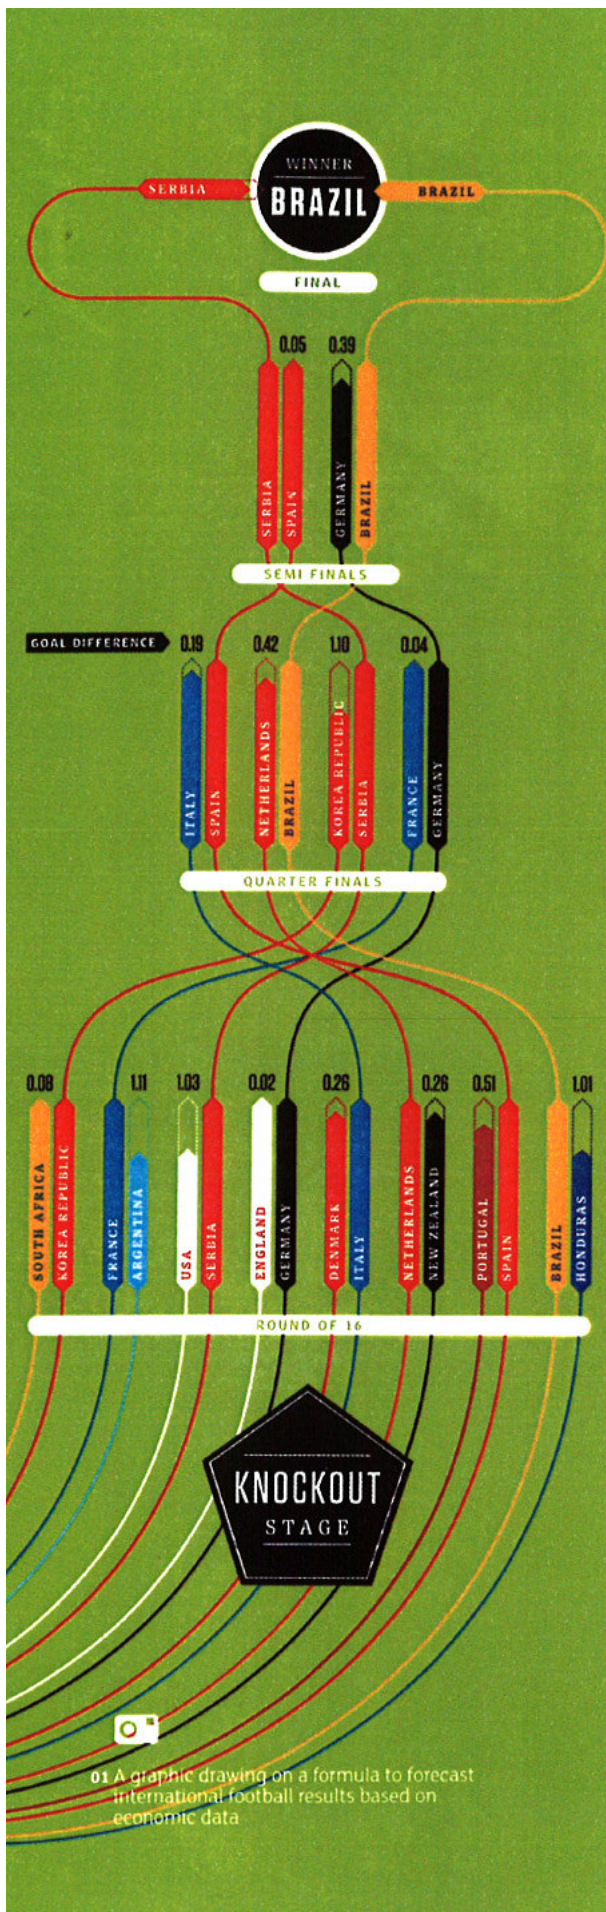 WINNER
BRAZIL
SERBIA
BRAZIL
FINAL
0.05 0.39
SERBIA
SPAIN
GERMANY
BRAZIL
SEMI FINALS
GOAL DIFFERENCE
0.19 0.42 1.10 0.04
ITALY
SPAIN
NETHERLANDS
BRAZIL
KOREA REPUBLIC
SERBIA
FRANCE
GERMANY
QUARTER FINALS
0.08 1.11 1.03 0.02 0.26 0.26 0.51 1.01
SOUTH AFRICA
KOREA REPUBLIC
FRANCE
ARGENTINA
USA
SERBIA
ENGLAND
GERMANY
DENMARK
ITALY
NETHERLANDS
NEW ZEALAND
PORTUGAL
SPAIN
BRAZIL
HONDURAS
ROUND OF 16
KNOCKOUT
STAGE
01 A graphic drawing on a formula to forecast
international football results based on
economic data